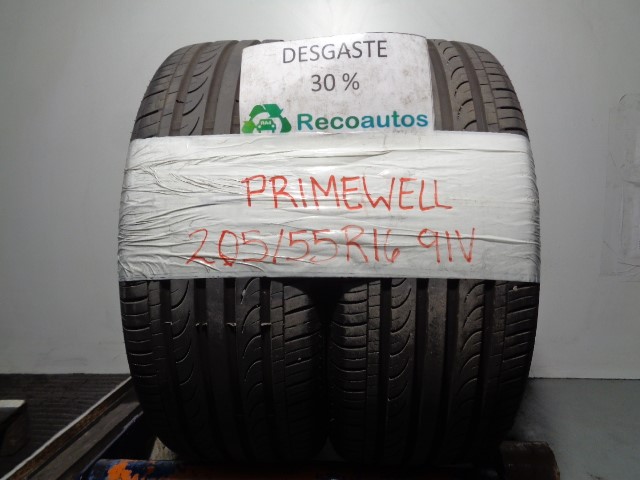 DESGASTE
30 %
Recoautos
PRIMEWELL
205/55R16 91V